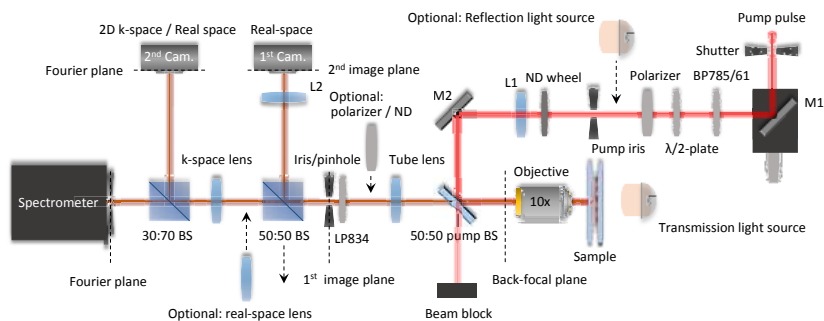 2D k-space / Real space
Real-space
Optional: Reflection light source
Pump pulse
2nd Cam.
1st Cam.
Shutter
Fourier plane
2nd image plane
L2
Optional:
polarizer / ND
M2
L1
ND wheel
Polarizer
BP785/61
M1
Pump iris
λ/2-plate
k-space lens
Iris/pinhole
Tube lens
Objective
Spectrometer
10x
30:70 BS
50:50 BS
LP834
50:50 pump BS
Transmission light
source
Sample
Fourier plane
1st image plane
Back-focal plane
Optional: real-space lens
Beam block